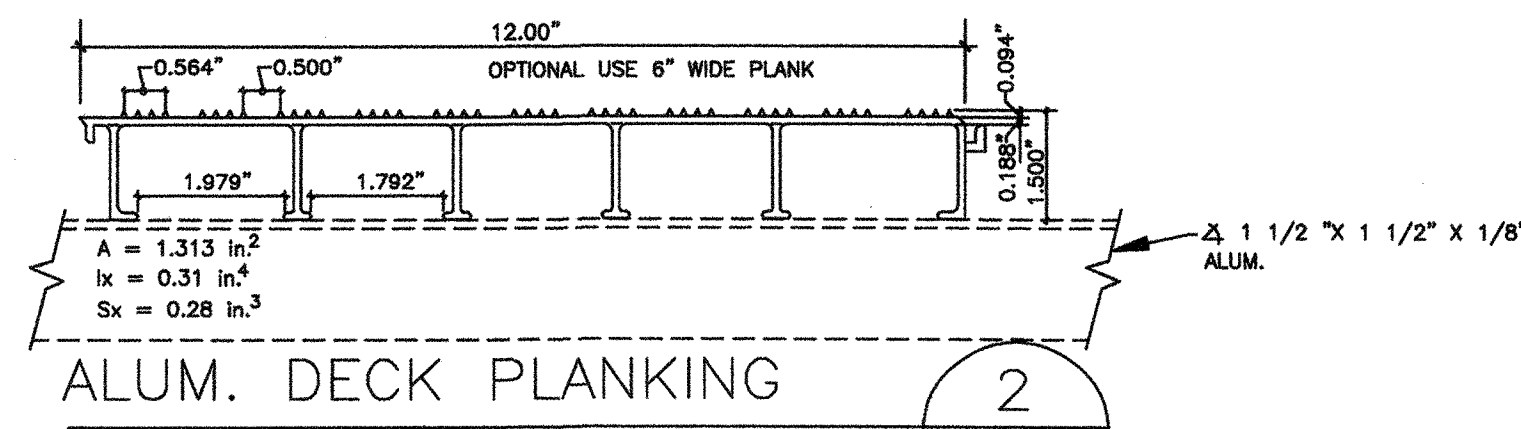 12.00"
0.564"
0.500"
OPTIONAL USE 6" WIDE PLANK
0.094"
0.188"
1.500"
1.979"
1.792"
A = 1.313 in.²
Ix = 0.31 in.⁴
Sx = 0.28 in.³
∠ 1 1/2 "X 1 1/2" X 1/8"
ALUM.
ALUM. DECK PLANKING
2